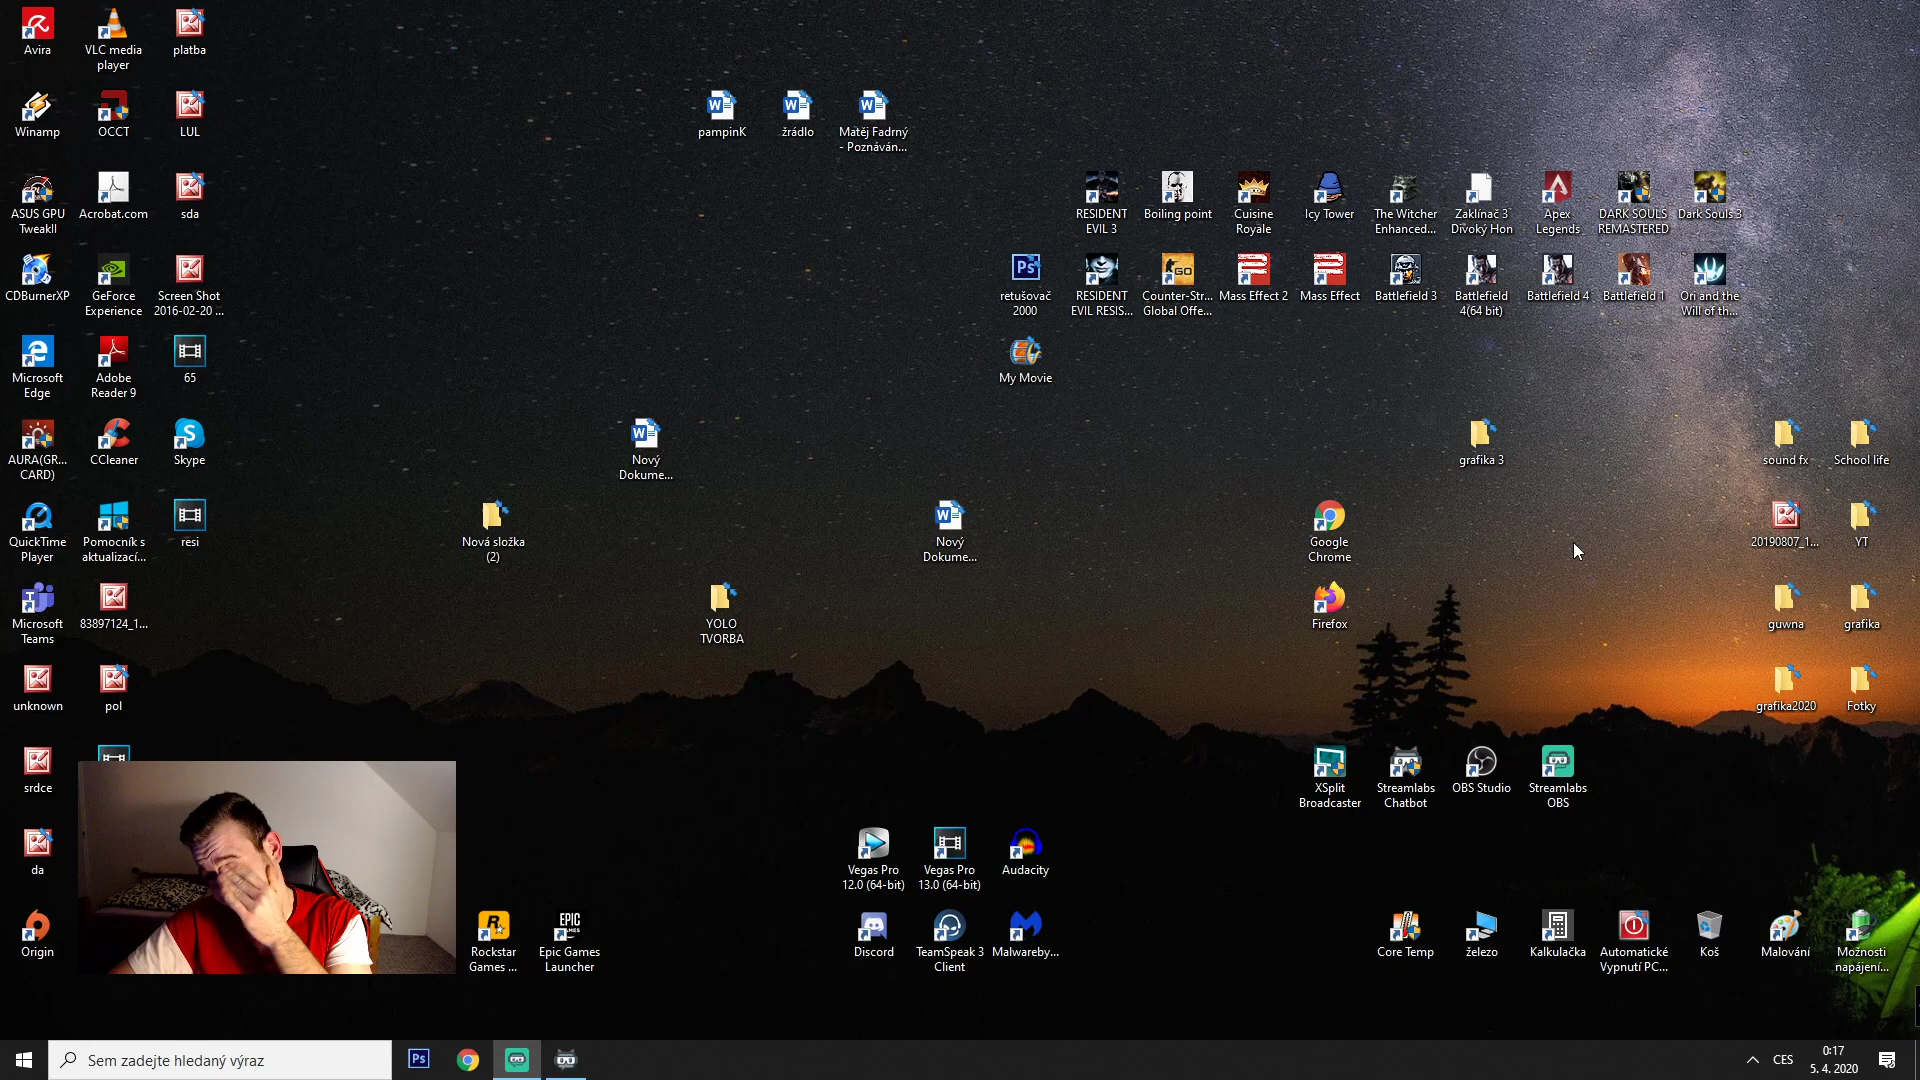 Avira
VLC media
player
platba
Winamp
OCCT
LUL
pampinK
žrádlo
Matěj Fadrný
- Poznáván...
ASUS GPU
TweakII
Acrobat.com
sda
RESIDENT
EVIL 3
Boiling point
Cuisine
Royale
Icy Tower
The Witcher
Enhanced...
Zaklínač 3
Divoký Hon
Apex
Legends
DARK SOULS
REMASTERED
Dark Souls 3
CDBurnerXP
GeForce
Experience
Screen Shot
2016-02-20 ...
Ps
retušovač
2000
RESIDENT
EVIL RESIS...
GO
Counter-Str...
Global Offe...
Mass Effect 2
Mass Effect
Battlefield 3
Battlefield
4(64 bit)
Battlefield 4
Battlefield 1
Ori and the
Will of th...
Microsoft
Edge
Adobe
Reader 9
65
My Movie
AURA(GR...
CARD)
CCleaner
Skype
Nový
Dokume...
grafika 3
sound fx
School life
QuickTime
Player
Pomocník s
aktualizací...
resi
Nová složka
(2)
Nový
Dokume...
Google
Chrome
20190807_1...
YT
Microsoft
Teams
83897124_1...
YOLO
TVORBA
Firefox
guwna
grafika
unknown
pol
grafika2020
Fotky
srdce
XSplit
Broadcaster
Streamlabs
Chatbot
OBS Studio
Streamlabs
OBS
da
Vegas Pro
12.0 (64-bit)
Vegas Pro
13.0 (64-bit)
Audacity
Origin
Rockstar
Games ...
EPIC
GAMES
Epic Games
Launcher
Discord
TeamSpeak 3
Client
Malwareby...
Core Temp
železo
Kalkulačka
Automatické
Vypnutí PC...
Koš
Malování
Možnosti
napájení...
Sem zadejte hledaný výraz
Ps
CES
0:17
5. 4. 2020